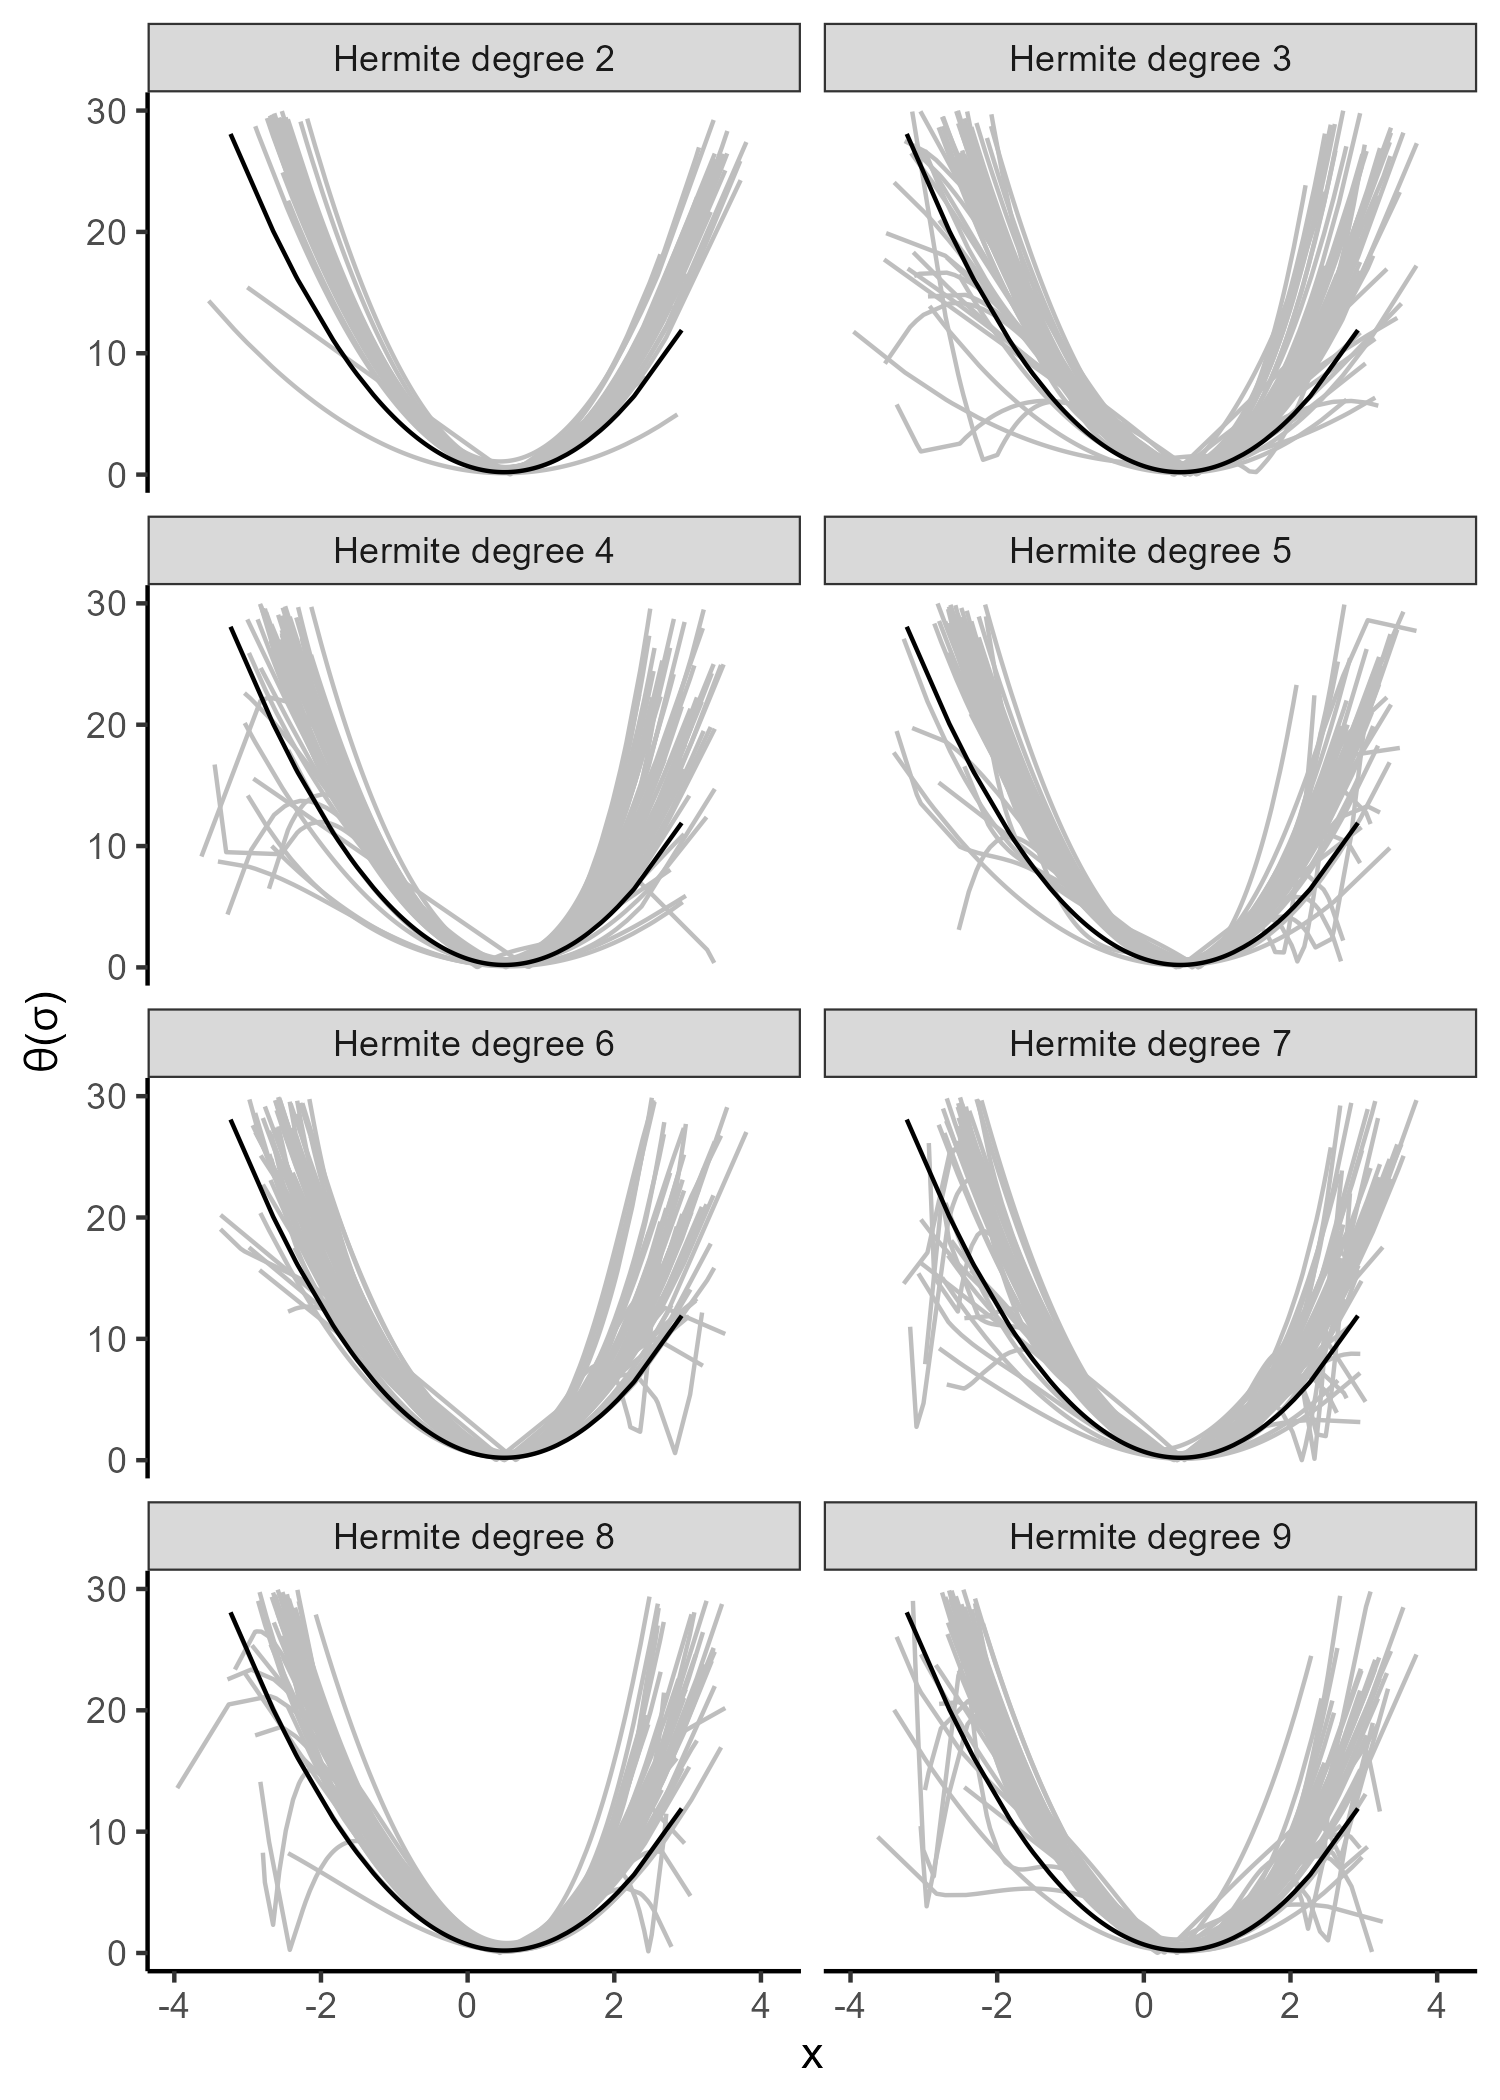 Hermite degree 2
Hermite degree 3
30
20
10
0
Hermite degree 4
Hermite degree 5
30
20
10
0
θ(σ)
Hermite degree 6
Hermite degree 7
30
20
10
0
Hermite degree 8
Hermite degree 9
30
20
10
0
-4 -2 0 2 4
-4 -2 0 2 4
x